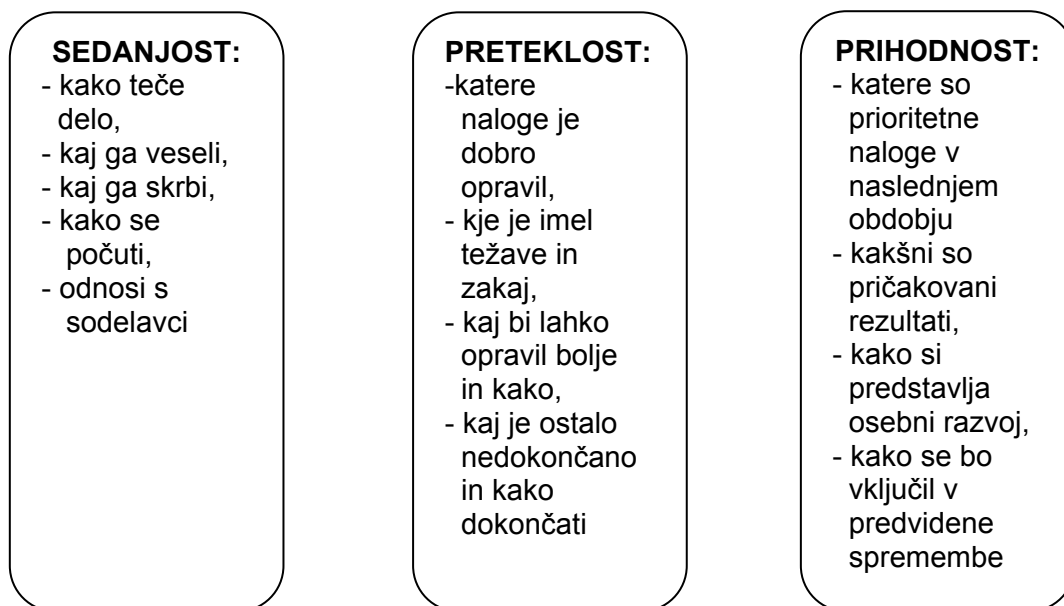 SEDANJOST:
- kako teče
delo,
- kaj ga veseli,
- kaj ga skrbi,
- kako se
počuti,
- odnosi s
sodelavci
PRETEKLOST:
-katere
naloge je
dobro
opravil,
- kje je imel
težave in
zakaj,
- kaj bi lahko
opravil bolje
in kako,
- kaj je ostalo
nedokončano
in kako
dokončati
PRIHODNOST:
- katere so
prioritetne
naloge v
naslednjem
obdobju
- kakšni so
pričakovani
rezultati,
- kako si
predstavlja
osebni razvoj,
- kako se bo
vključil v
predvidene
spremembe